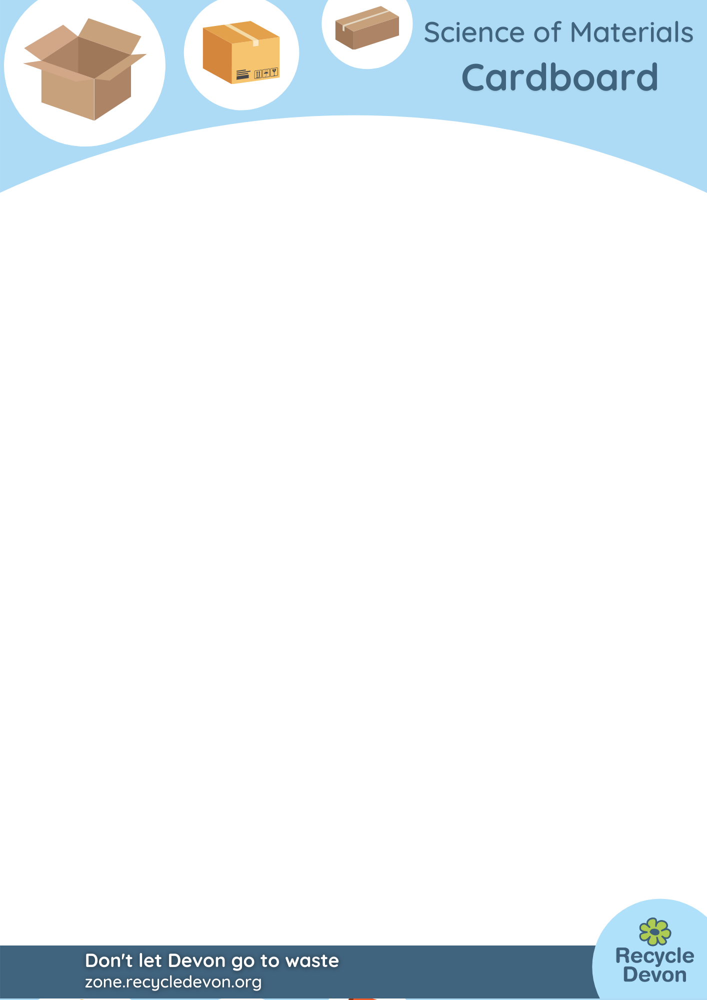 Science of Materials
Cardboard
Don't let Devon go to waste
zone.recycledevon.org
Recycle
Devon